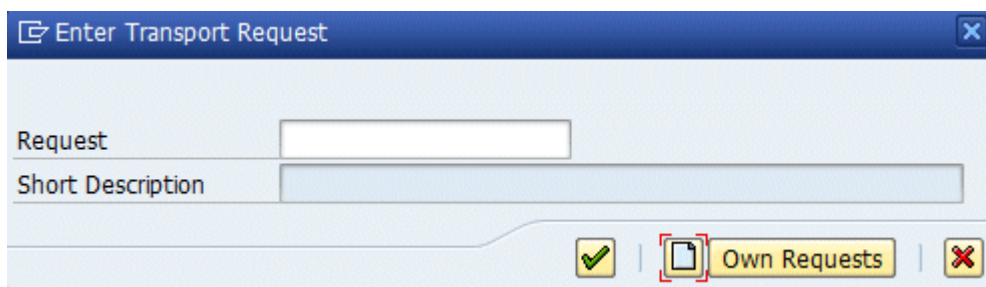 Enter Transport Request
Request
Short Description
Own Requests